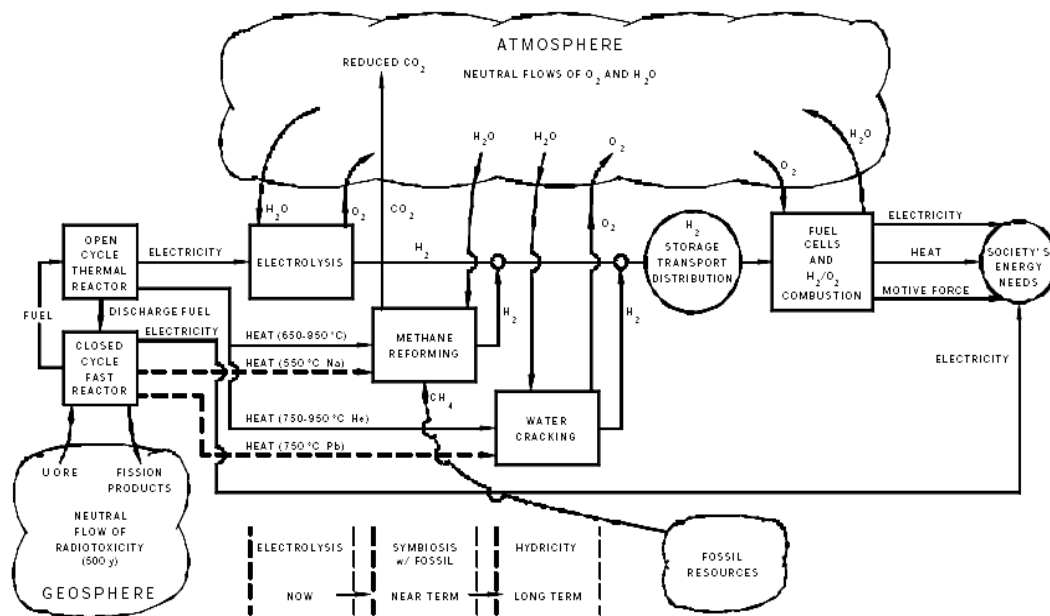 ATMOSPHERE
REDUCED CO2
NEUTRAL FLOWS OF O2 AND H2O
H2O
H2O
O2
O2
H2O
H2O
O2
CO2
O2
OPEN
CYCLE
THERMAL
REACTOR
ELECTRICITY
ELECTROLYSIS
H2
H2
STORAGE
TRANSPORT
DISTRIBUTION
FUEL
CELLS
AND
H2/O2
COMBUSTION
ELECTRICITY
HEAT
MOTIVE FORCE
SOCIETY'S
ENERGY
NEEDS
FUEL
DISCHARGE FUEL
ELECTRICITY
CLOSED
CYCLE
FAST
REACTOR
HEAT (650-850 °C)
HEAT (550 °C Na)
METHANE
REFORMING
H2
H2
ELECTRICITY
CH4
HEAT (750-950 °C He)
HEAT (750 °C Pb)
WATER
CRACKING
U ORE
FISSION
PRODUCTS
NEUTRAL
FLOW OF
RADIOTOXICITY
(500 y)
GEOSPHERE
ELECTROLYSIS
NOW
SYMBIOSIS
w/ FOSSIL
NEAR TERM
HYDRICITY
LONG TERM
FOSSIL
RESOURCES